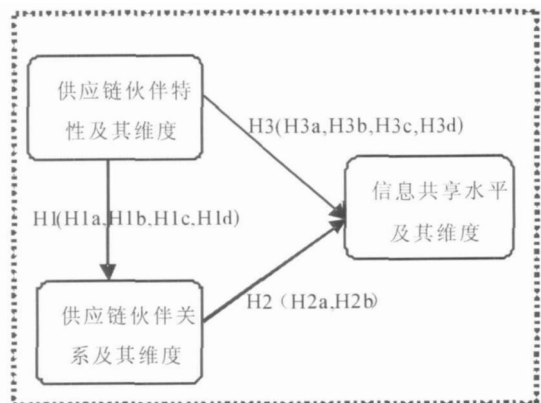 供应链伙伴特
性及其维度
H3(H3a,H3b,H3c,H3d)
信息共享水平
及其维度
H1(H1a,H1b,H1c,H1d)
供应链伙伴关
系及其维度
H2（H2a,H2b)